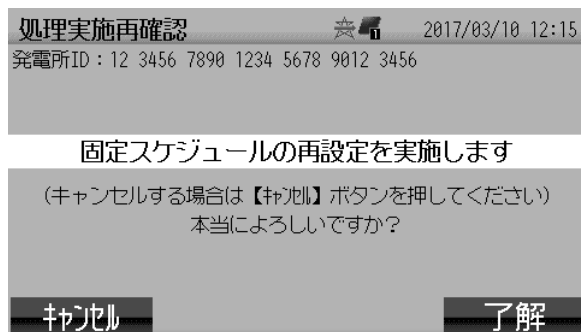 処理実施再確認 1 2017/03/10 12:15
発電所ID：12 3456 7890 1234 5678 9012 3456
固定スケジュールの再設定を実施します
（キャンセルする場合は【ｷｬﾝｾﾙ】ボタンを押してください）
本当によろしいですか？
ｷｬﾝｾﾙ 了解